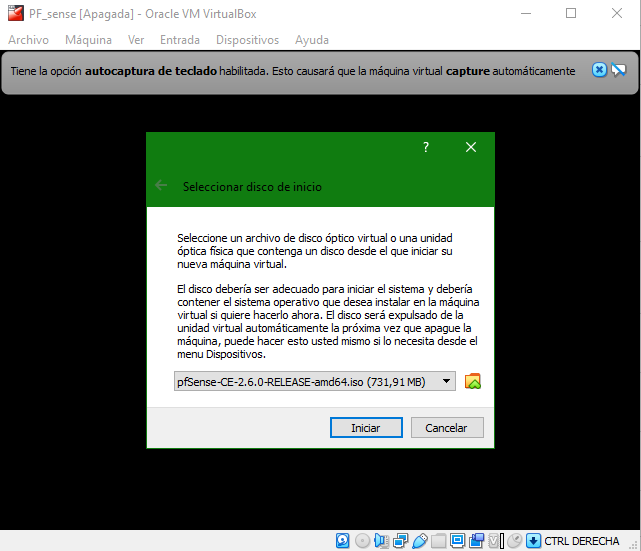 PF_sense [Apagada] - Oracle VM VirtualBox
Archivo Máquina Ver Entrada Dispositivos Ayuda
Tiene la opción autocaptura de teclado habilitada. Esto causará que la máquina virtual capture automáticamente
?
Seleccionar disco de inicio
Seleccione un archivo de disco óptico virtual o una unidad
óptica física que contenga un disco desde el que iniciar su
nueva máquina virtual.
El disco debería ser adecuado para iniciar el sistema y debería
contener el sistema operativo que desea instalar en la máquina
virtual si quiere hacerlo ahora. El disco será expulsado de la
unidad virtual automáticamente la próxima vez que apague la
máquina, puede hacer esto usted mismo si lo necesita desde el
menu Dispositivos.
pfSense-CE-2.6.0-RELEASE-amd64.iso (731,91 MB)
Iniciar Cancelar
CTRL DERECHA